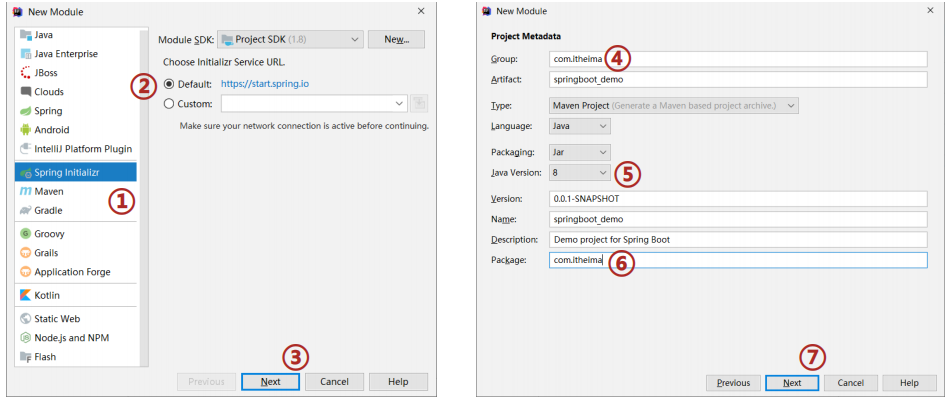 New Module
Java
Java Enterprise
JBoss
Clouds
Spring
Android
IntelliJ Platform Plugin
Spring Initializr
Maven
Gradle
Groovy
Grails
Application Forge
Kotlin
Static Web
Node.js and NPM
Flash
①
Module SDK: Project SDK (1.8) New...
Choose Initializr Service URL.
② Default: https://start.spring.io
Custom:
Make sure your network connection is active before continuing.
③
Previous Next Cancel Help
New Module
Project Metadata
Group: com.itheima ④
Artifact: springboot_demo
Type: Maven Project (Generate a Maven based project archive.)
Language: Java
Packaging: Jar
Java Version: 8 ⑤
Version: 0.0.1-SNAPSHOT
Name: springboot_demo
Description: Demo project for Spring Boot
Package: com.itheima ⑥
⑦
Previous Next Cancel Help